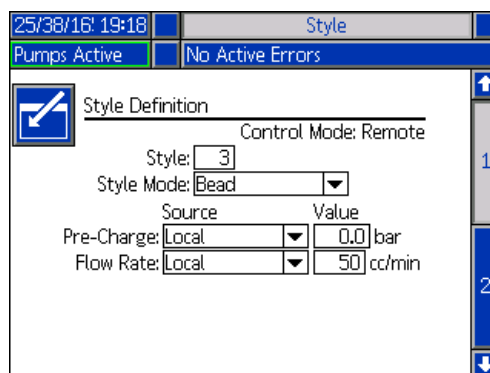 25/38/16! 19:18 Style
Pumps Active No Active Errors
Style Definition
Control Mode: Remote
Style: 3
Style Mode: Bead
Source Value
Pre-Charge: Local 0.0 bar
Flow Rate: Local 50 cc/min
1
2